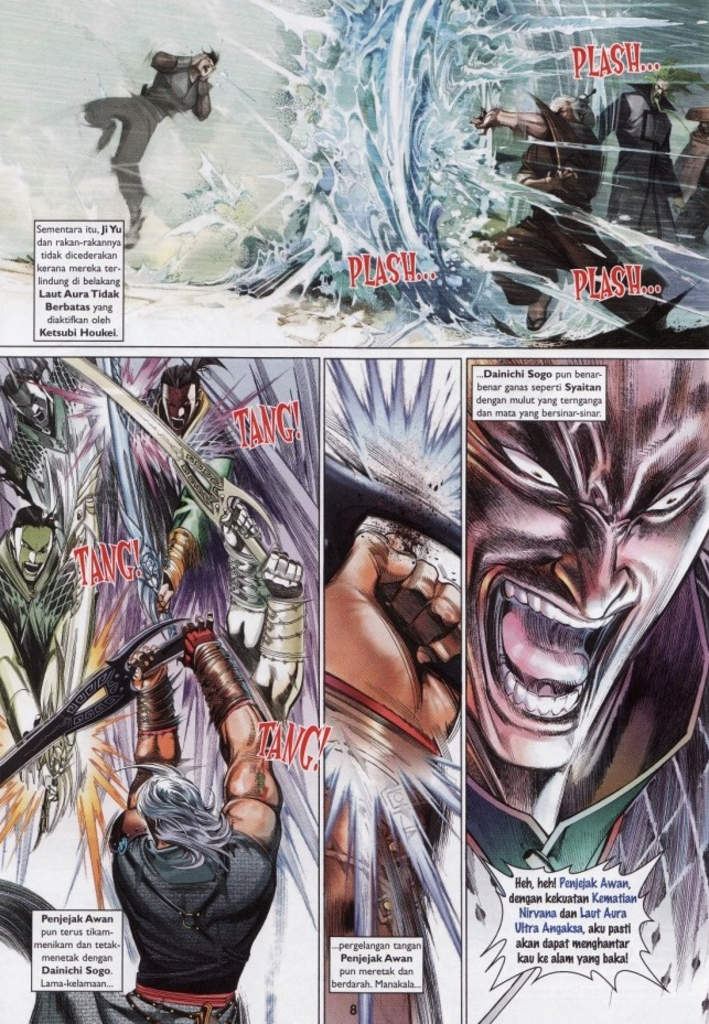 PLASH...
Sementara itu, Ji Yu
dan rakan-rakannya
tidak dicederakan
kerana mereka ter-
lindung di belakang
Laut Aura Tidak
Berbatas yang
diaktifkan oleh
Ketsubi Houkei.
PLASH...
PLASH...
TANG!
TANG!
TANG!
Penjejak Awan
pun terus tikam-
menikam dan tetak-
menetak dengan
Dainichi Sogo.
Lama-kelamaan...
...pergelangan tangan
Penjejak Awan
pun meretak dan
berdarah. Manakala...
...Dainichi Sogo pun benar-
benar ganas seperti Syaitan
dengan mulut yang ternganga
dan mata yang bersinar-sinar.
Heh, heh! Penjejak Awan,
dengan kekuatan Kematian
Nirvana dan Laut Aura
Ultra Angaksa, aku pasti
akan dapat menghantar
kau ke alam yang baka!
8